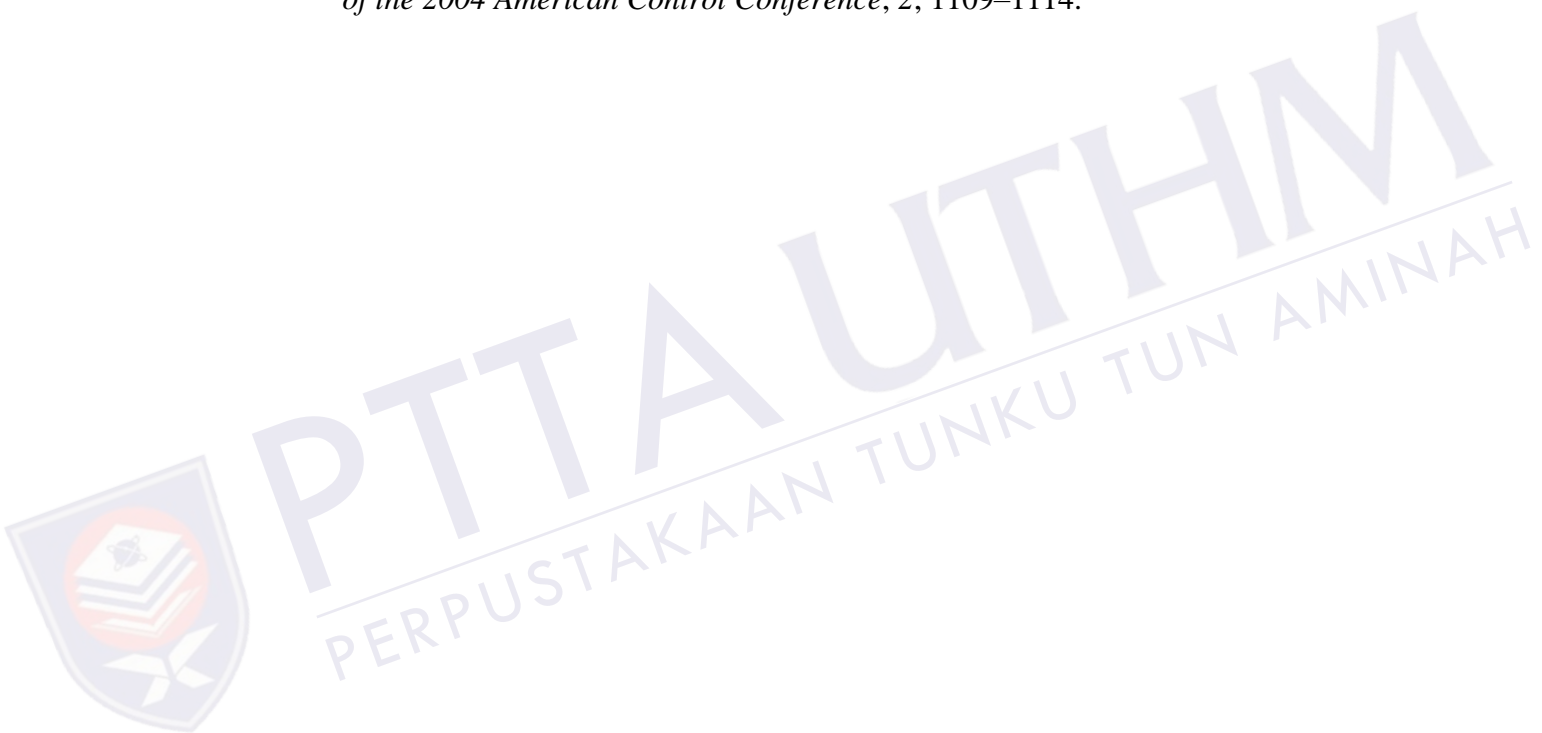 of the 2004 American Control Conference, 2, 1109–1114.
PTTA UTHM
PERPUSTAKAAN TUNKU TUN AMINAH